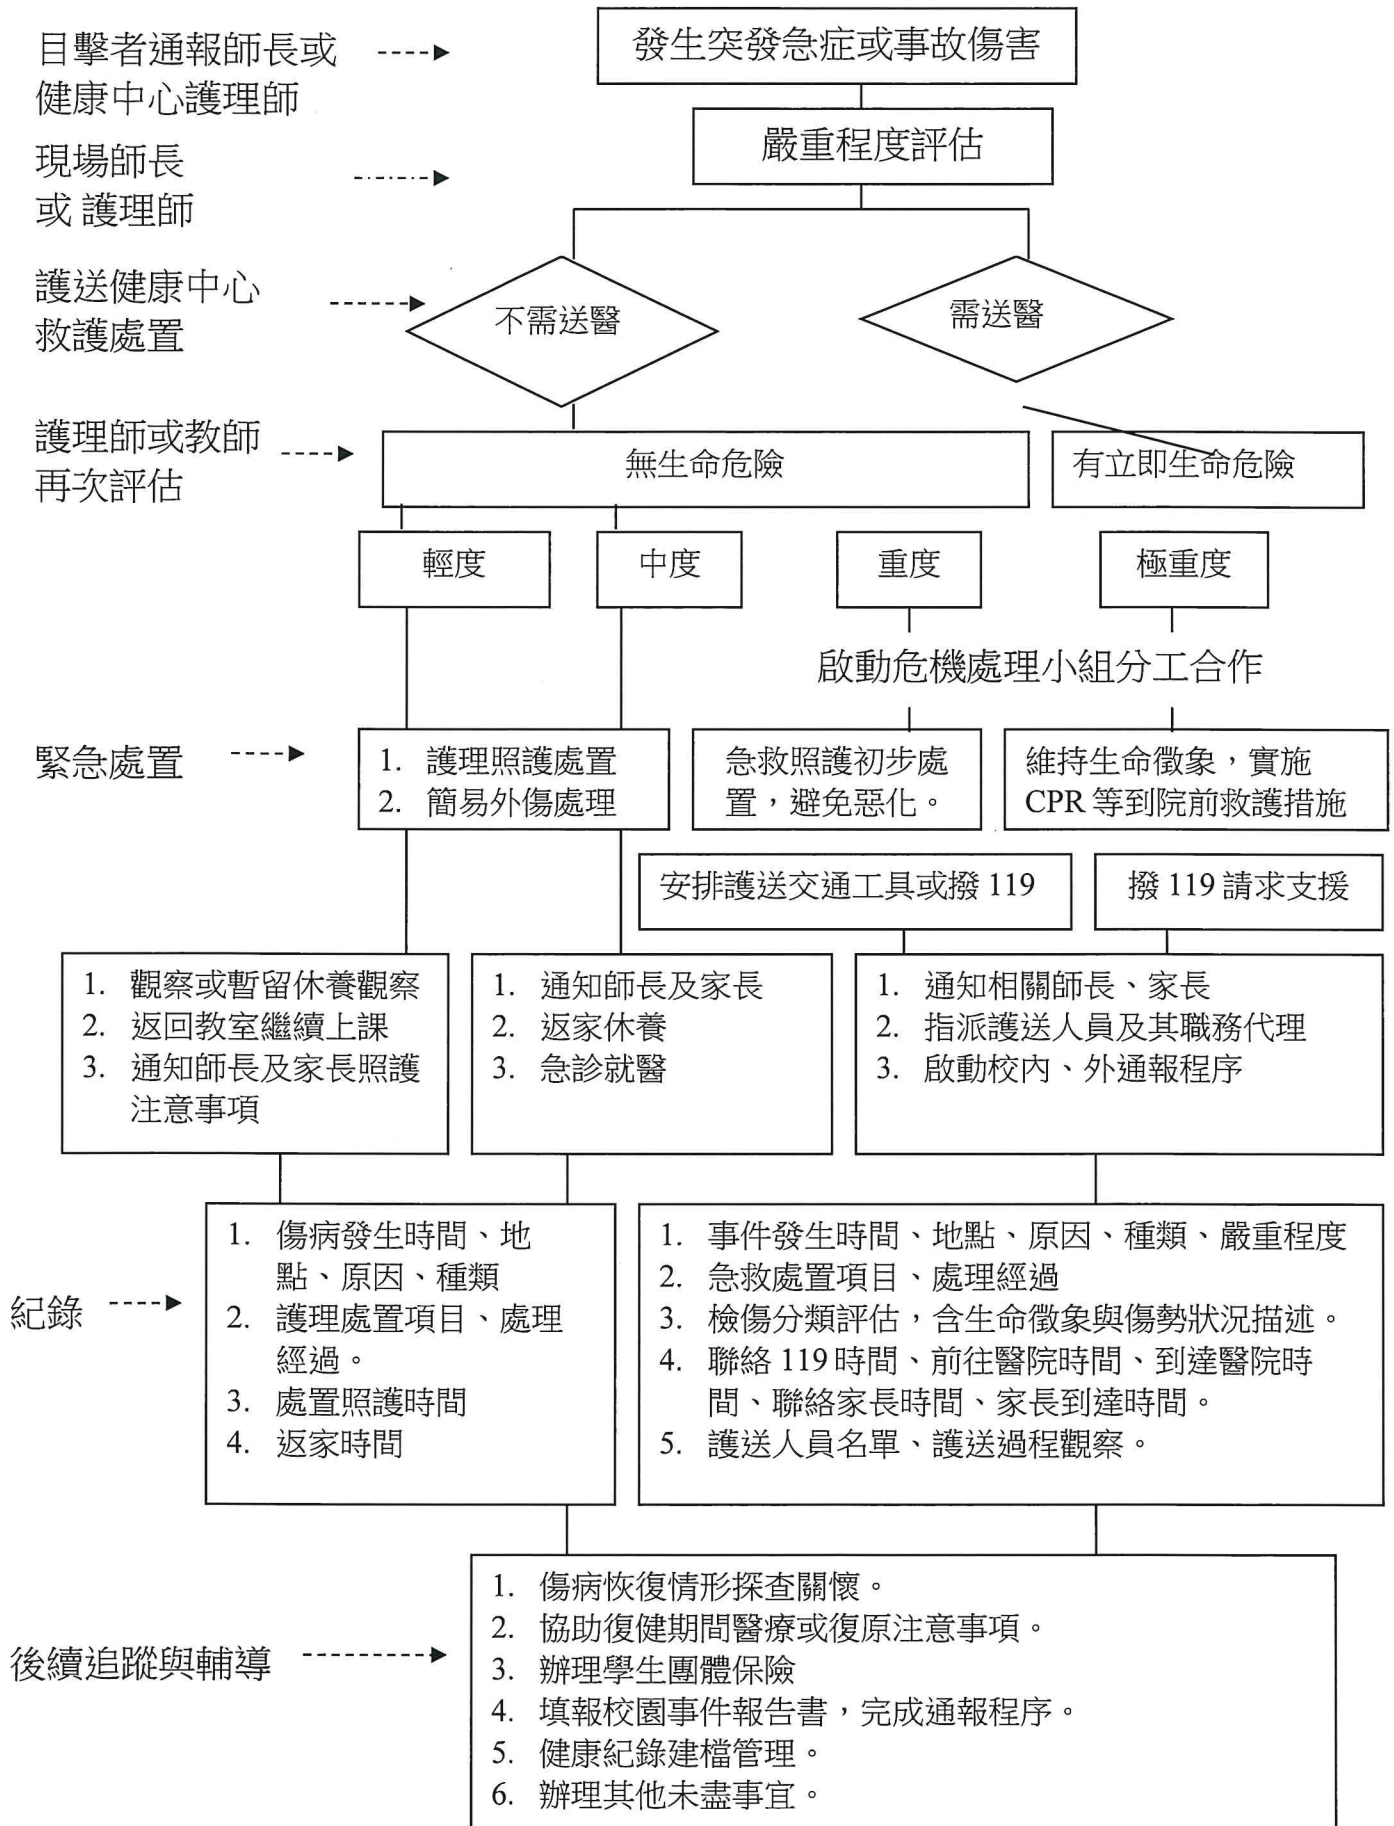 發生突發急症或事故傷害
目擊者通報師長或
健康中心護理師
嚴重程度評估
現場師長
或 護理師
護送健康中心
救護處置
不需送醫
需送醫
護理師或教師
再次評估
無生命危險
有立即生命危險
輕度
中度
重度
極重度
啟動危機處理小組分工合作
緊急處置
1. 護理照護處置
2. 簡易外傷處理
急救照護初步處
置，避免惡化。
維持生命徵象，實施
CPR 等到院前救護措施
安排護送交通工具或撥 119
撥 119 請求支援
1. 觀察或暫留休養觀察
2. 返回教室繼續上課
3. 通知師長及家長照護
注意事項
1. 通知師長及家長
2. 返家休養
3. 急診就醫
1. 通知相關師長、家長
2. 指派護送人員及其職務代理
3. 啟動校內、外通報程序
紀錄
1. 傷病發生時間、地
點、原因、種類
2. 護理處置項目、處理
經過。
3. 處置照護時間
4. 返家時間
1. 事件發生時間、地點、原因、種類、嚴重程度
2. 急救處置項目、處理經過
3. 檢傷分類評估，含生命徵象與傷勢狀況描述。
4. 聯絡 119 時間、前往醫院時間、到達醫院時
間、聯絡家長時間、家長到達時間。
5. 護送人員名單、護送過程觀察。
後續追蹤與輔導
1. 傷病恢復情形探查關懷。
2. 協助復健期間醫療或復原注意事項。
3. 辦理學生團體保險
4. 填報校園事件報告書，完成通報程序。
5. 健康紀錄建檔管理。
6. 辦理其他未盡事宜。